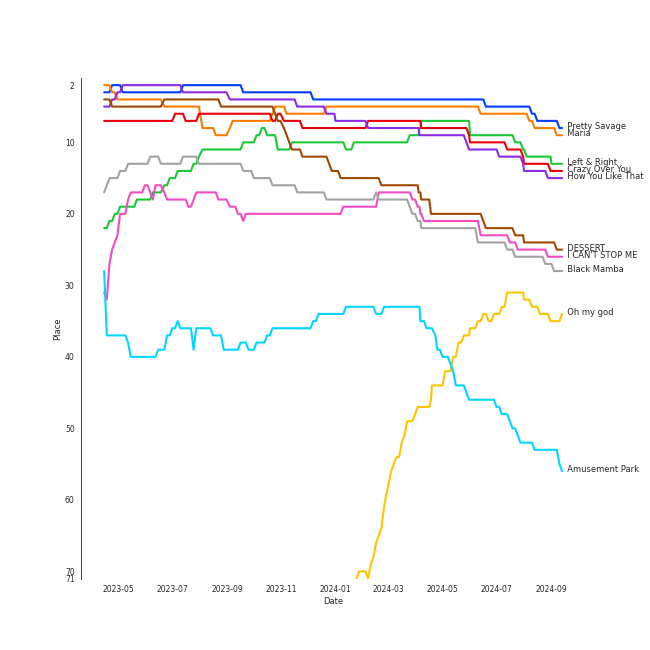 2
10
20
30
40
50
60
70
71
Place
2023-05
2023-07
2023-09
2023-11
2024-01
2024-03
2024-05
2024-07
2024-09
Date
Pretty Savage
Maria
Left & Right
Crazy Over You
How You Like That
DESSERT
I CAN'T STOP ME
Black Mamba
Oh my god
Amusement Park